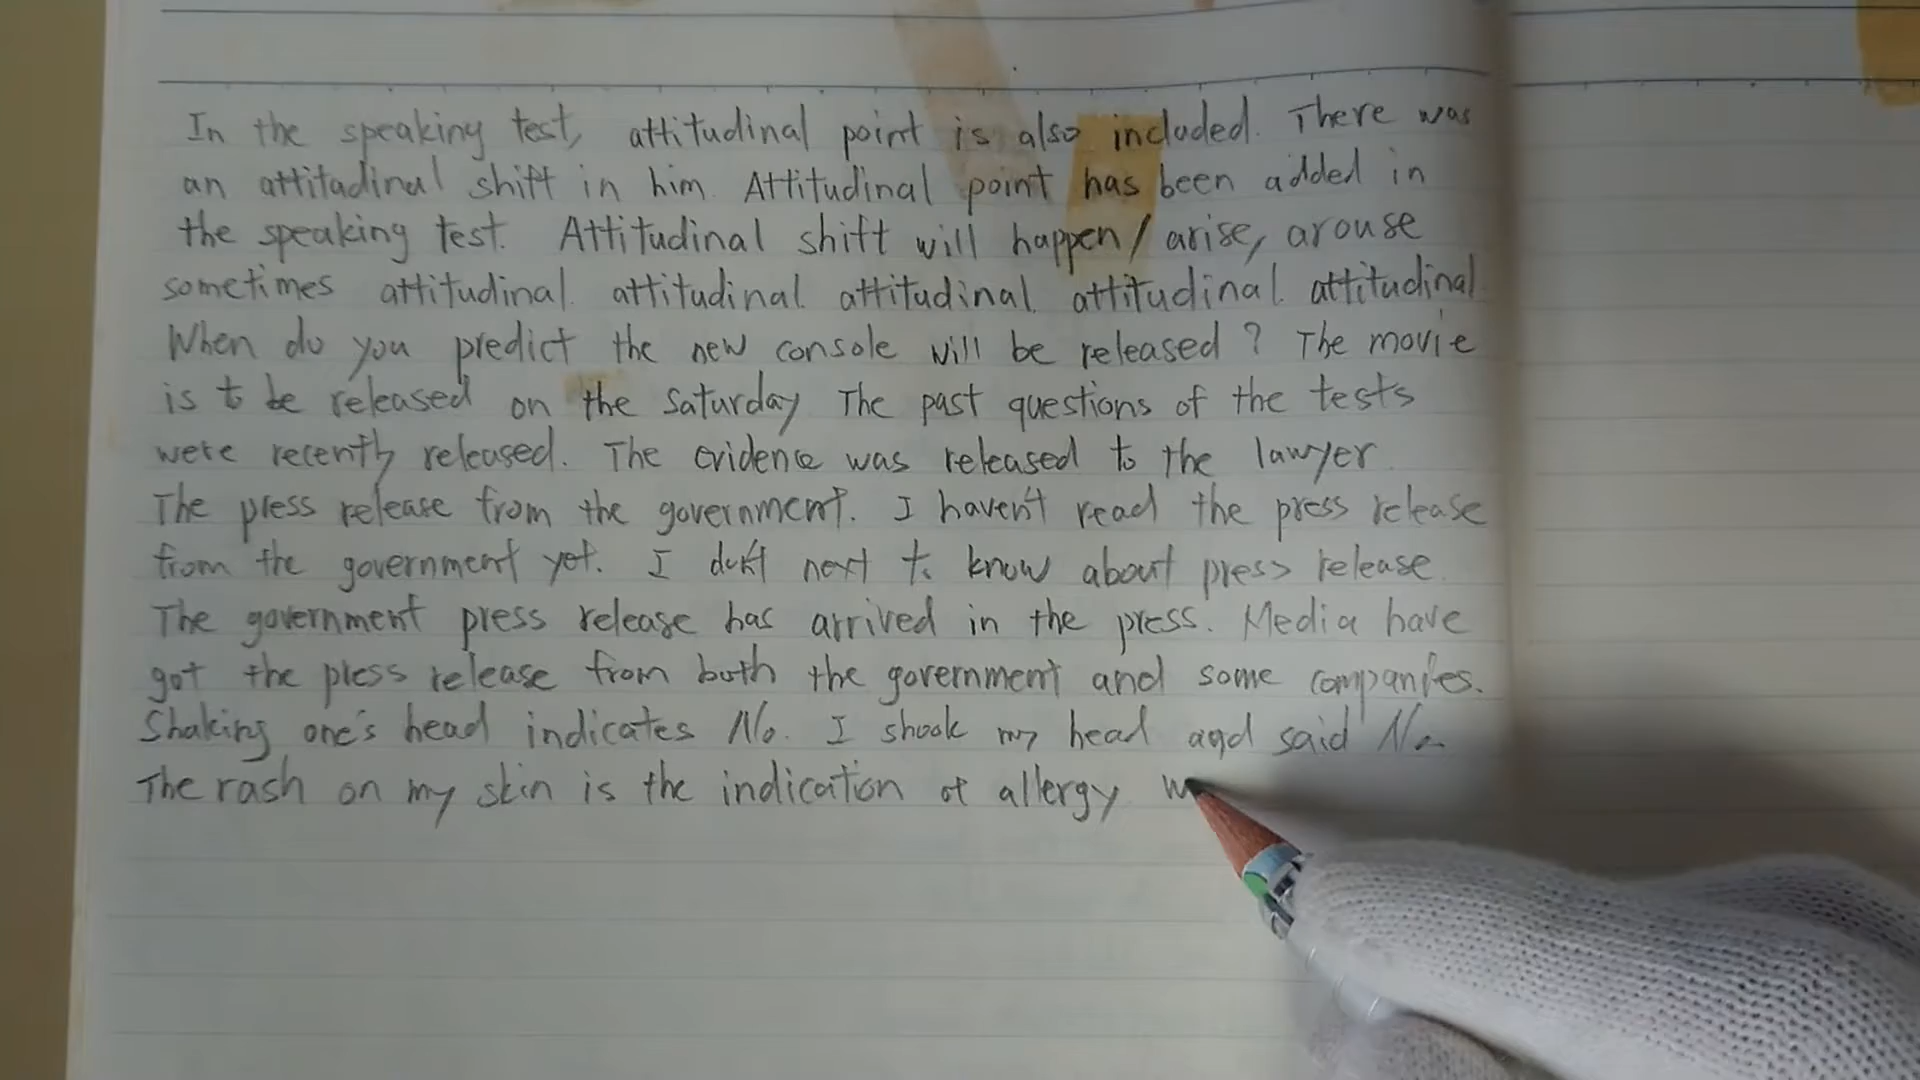 In the speaking test, attitudinal point is also included. There was
an attitadinal shift in him. Attitudinal point has been added in
the speaking test. Attitudinal shift will happen/ arise, arouse
sometimes attitudinal. attitudinal. attitudinal. attitudinal. attitudinal.
When do you predict the new console will be released? The movie
is to be released on the Saturday. The past questions of the tests
were recently released. The evidence was released to the lawyer.
The press release from the government. I haven't read the press release
from the government yet. I don't to know about press release.
The government press release has arrived in the press. Media have
got the press release from both the government and some companies.
Shaking one's head indicates No. I shook my head and said No.
The rash on my skin is the indication of allergy